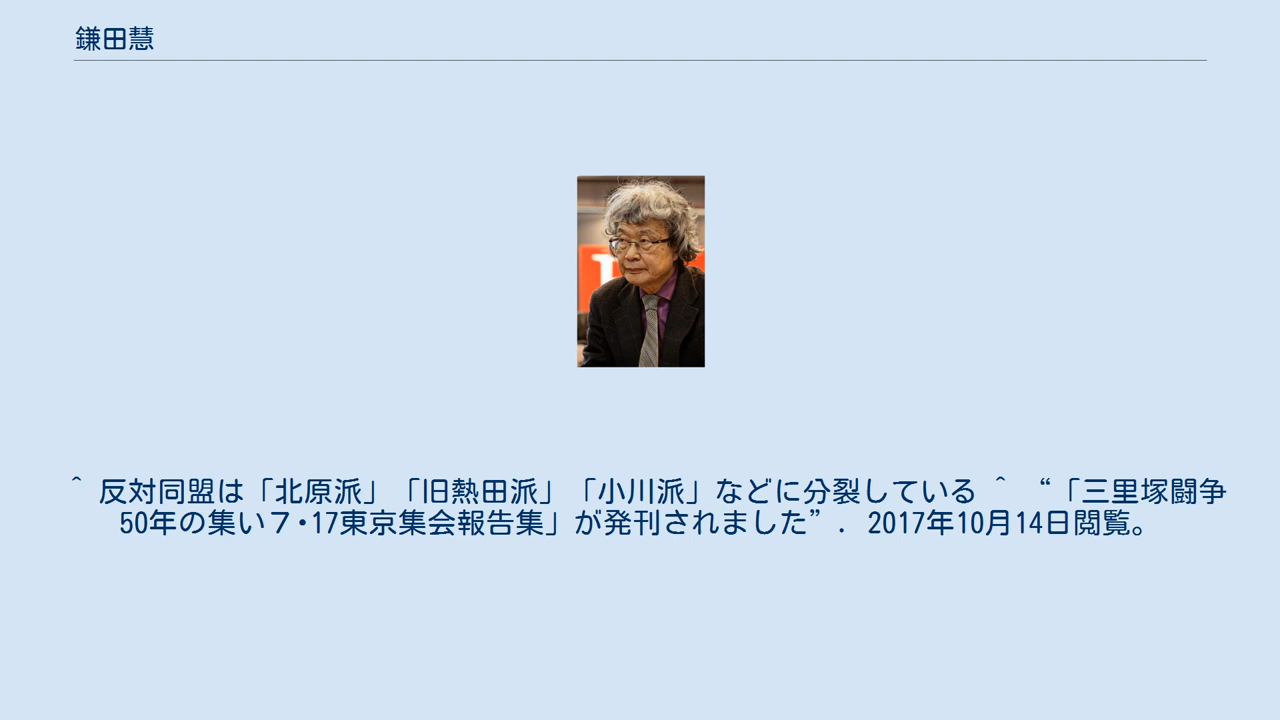 鎌田慧
^ 反対同盟は「北原派」「旧熱田派」「小川派」などに分裂している ^ “「三里塚闘争
50年の集い７･17東京集会報告集」が発刊されました”. 2017年10月14日閲覧。